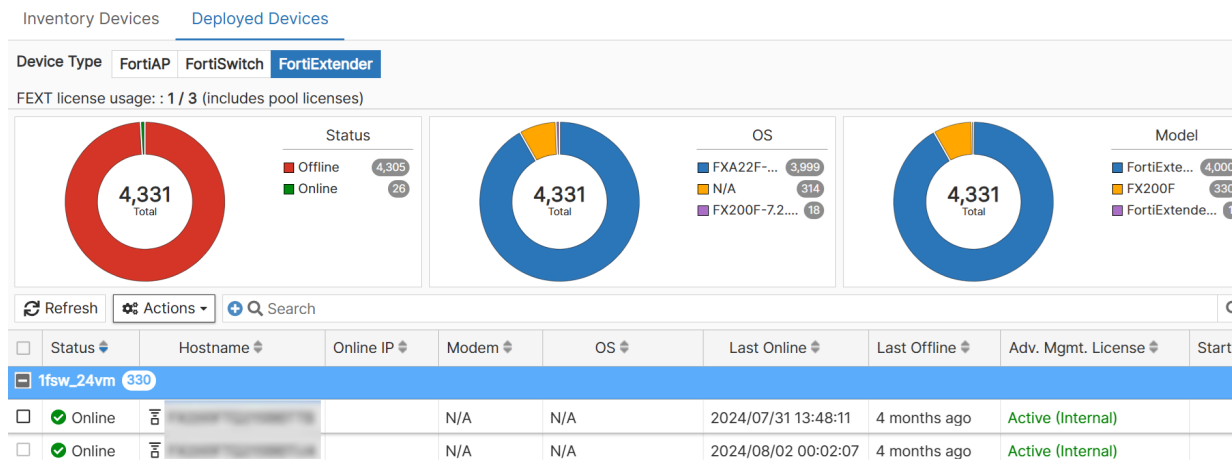 Inventory Devices Deployed Devices
Device Type FortiAP FortiSwitch FortiExtender
FEXT license usage: : 1 / 3 (includes pool licenses)
4,331
Total
Status
Offline 4,305
Online 26
4,331
Total
OS
FXA22F-... 3,999
N/A 314
FX200F-7.2.... 18
4,331
Total
Model
FortiExte... 4,000
FX200F 330
FortiExtende... 1
Refresh Actions Search
Status Hostname Online IP Modem OS Last Online Last Offline Adv. Mgmt. License Start
1fsw_24vm 330
Online N/A N/A 2024/07/31 13:48:11 4 months ago Active (Internal)
Online N/A N/A 2024/08/02 00:02:07 4 months ago Active (Internal)